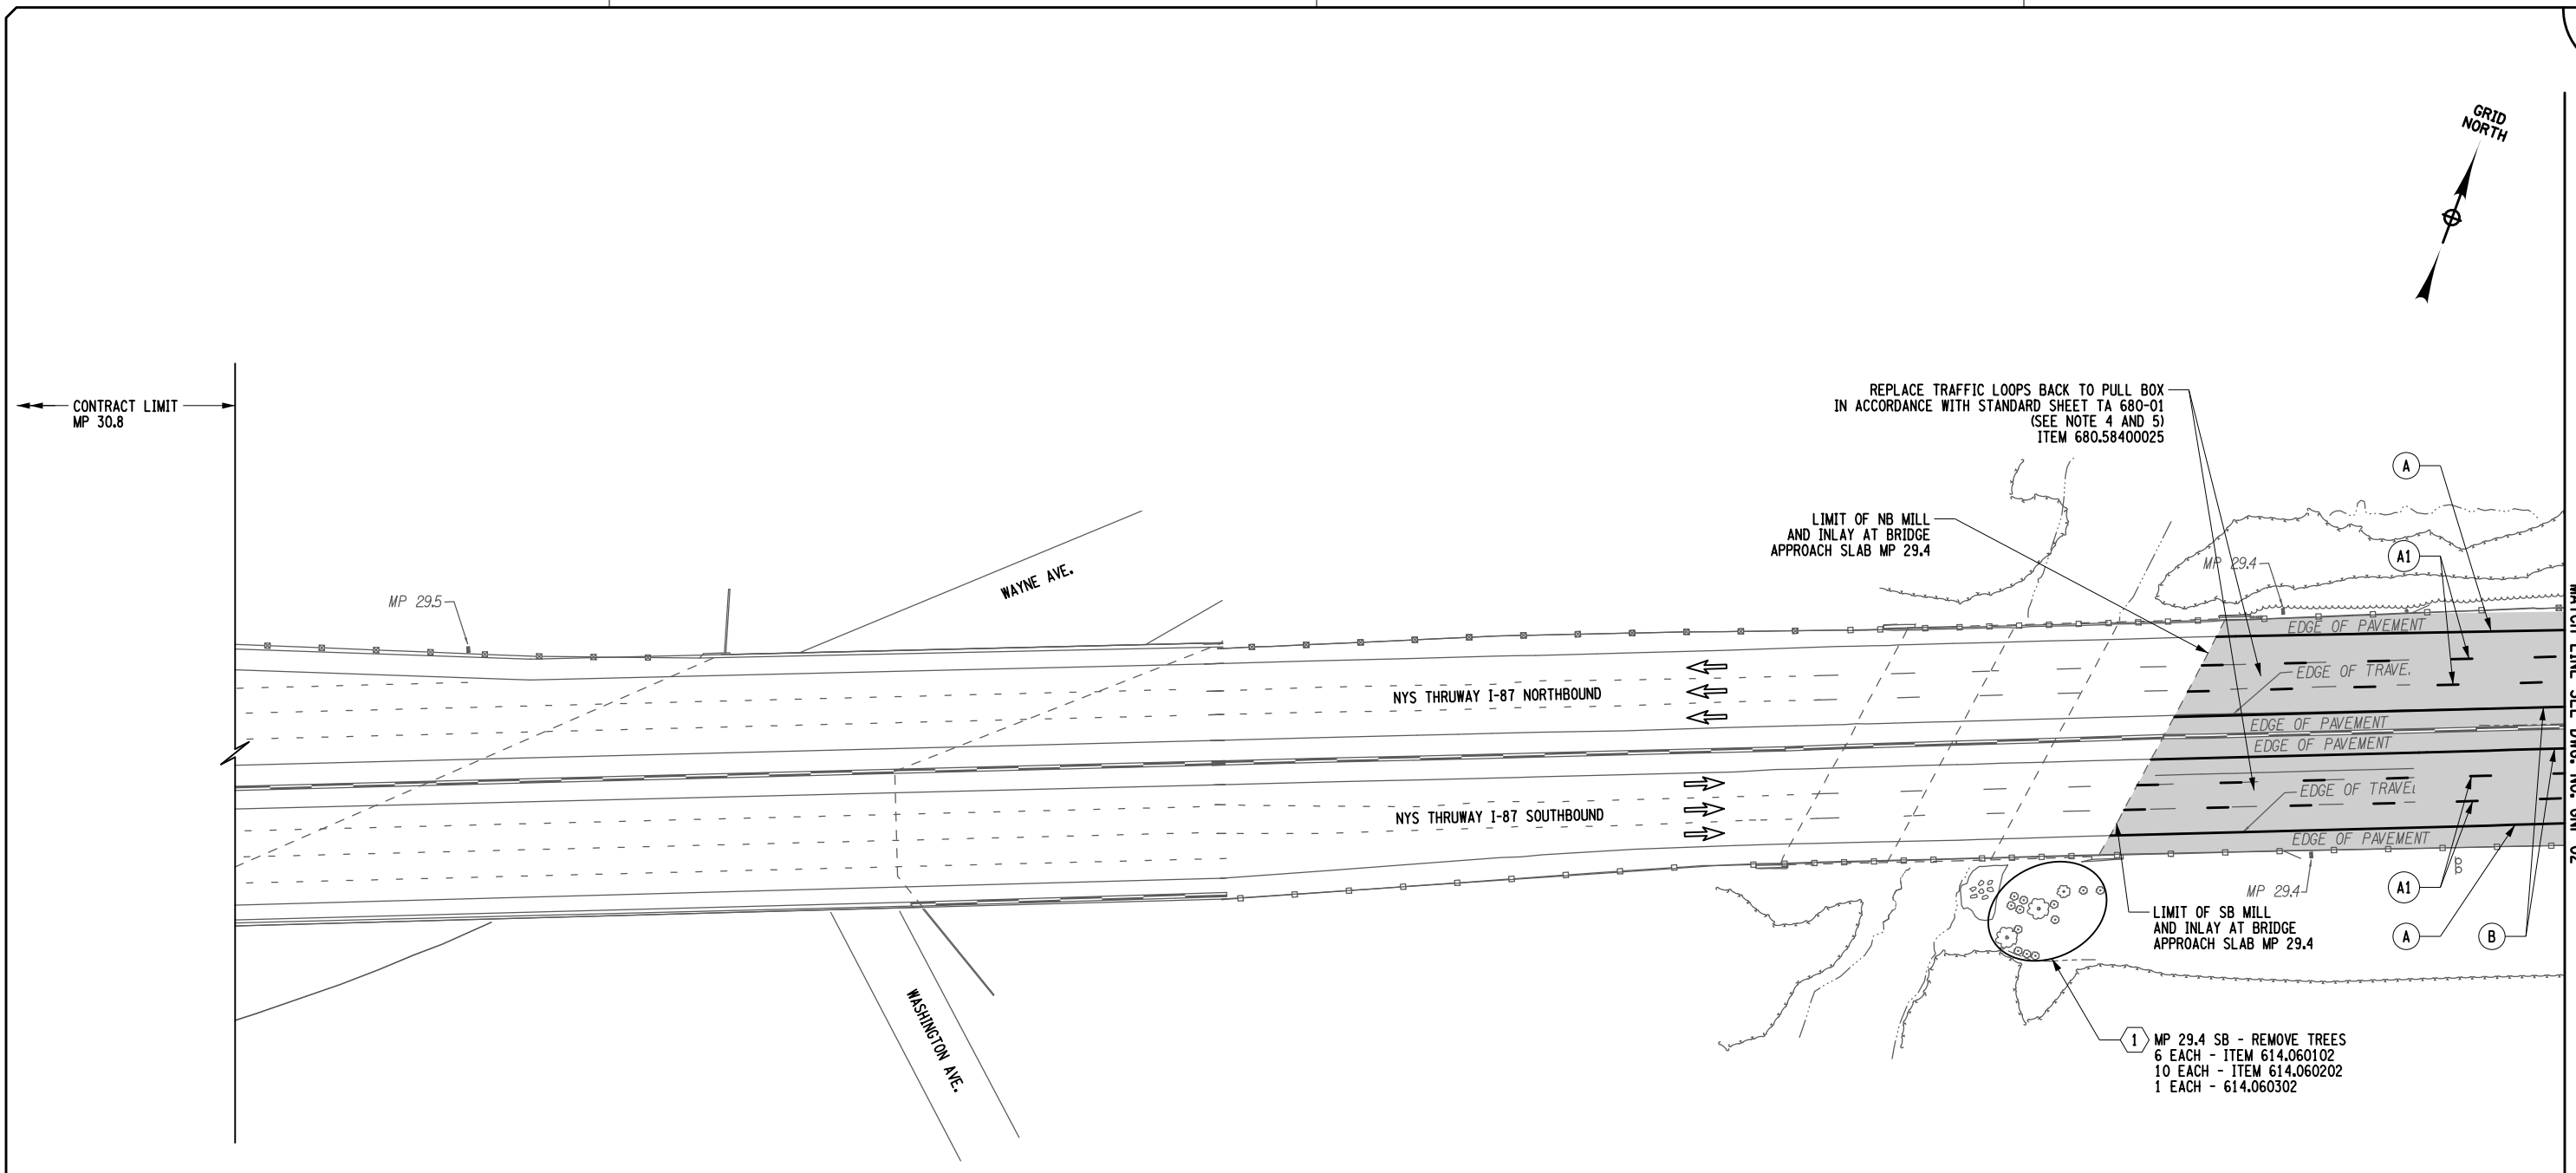 GRID
NORTH
CONTRACT LIMIT
MP 30.8
REPLACE TRAFFIC LOOPS BACK TO PULL BOX
IN ACCORDANCE WITH STANDARD SHEET TA 680-01
(SEE NOTE 4 AND 5)
ITEM 680.58400025
A
LIMIT OF NB MILL
AND INLAY AT BRIDGE
APPROACH SLAB MP 29.4
A1
MP 29.4
WAYNE AVE.
MP 29.5
EDGE OF PAVEMENT
EDGE OF TRAVE
NYS THRUWAY I-87 NORTHBOUND
EDGE OF PAVEMENT
EDGE OF PAVEMENT
EDGE OF TRAVE
NYS THRUWAY I-87 SOUTHBOUND
EDGE OF PAVEMENT
MP 29.4
A1
LIMIT OF SB MILL
AND INLAY AT BRIDGE
APPROACH SLAB MP 29.4
A
B
WASHINGTON AVE.
1
MP 29.4 SB - REMOVE TREES
6 EACH - ITEM 614.060102
10 EACH - ITEM 614.060202
1 EACH - 614.060302